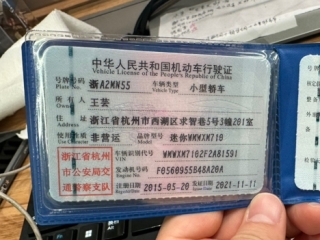 中华人民共和国机动车行驶证
Vehicle License of the People's Republic of China
号牌号码 浙A2MN55 车辆类型 小型轿车
Plate No. Vehicle Type
所有人 王芸
住址 浙江省杭州市西湖区求智巷5号3幢201室
Address
使用性质 非营运 品牌型号 迷你WMWXM710
Use Character Model
浙江省杭州
市公安局交
通警察支队
车辆识别代号 WMWXM7102F2A81591
VIN
发动机号码 F0560955B48A20A
Engine No.
注册日期 2015-05-20 发证日期 2021-11-11
Register Date Issue Date